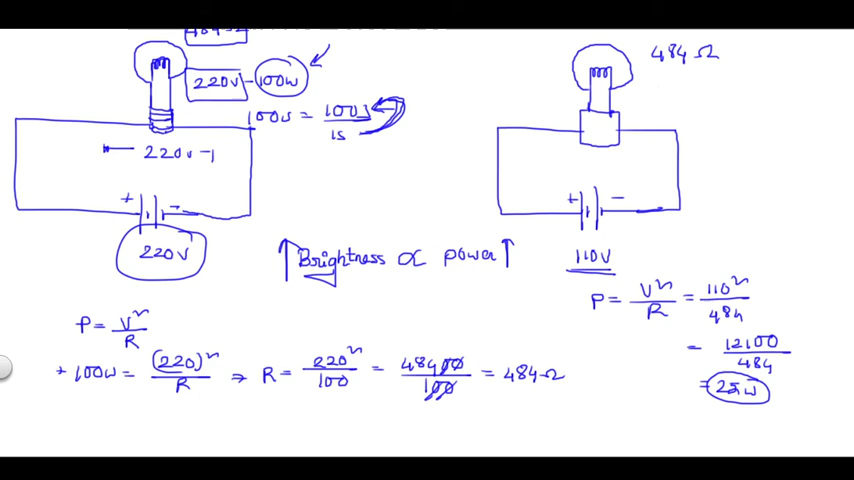 484Ω
220V - 100W
100W = 100J / 1s
220V
+ -
220V
484 Ω
+ -
110V
↑ Brightness ∝ power ↑
P = V² / R
100W = (220)² / R ⇒ R = 220² / 100 = 48400 / 100 = 484 Ω
P = V² / R = 110² / 484
= 12100 / 484
= 25W